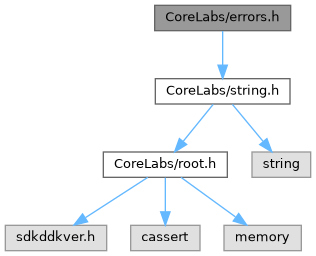 CoreLabs/errors.h
CoreLabs/string.h
CoreLabs/root.h
string
sdkddkver.h
cassert
memory